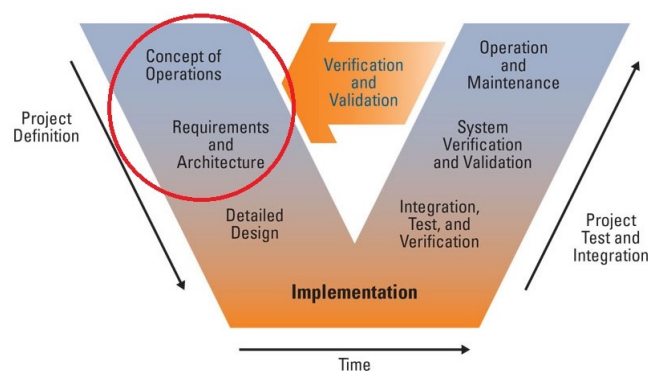 Concept of
Operations
Verification
and
Validation
Operation
and
Maintenance
Project
Definition
Requirements
and
Architecture
System
Verification
and Validation
Detailed
Design
Integration,
Test, and
Verification
Project
Test and
Integration
Implementation
Time